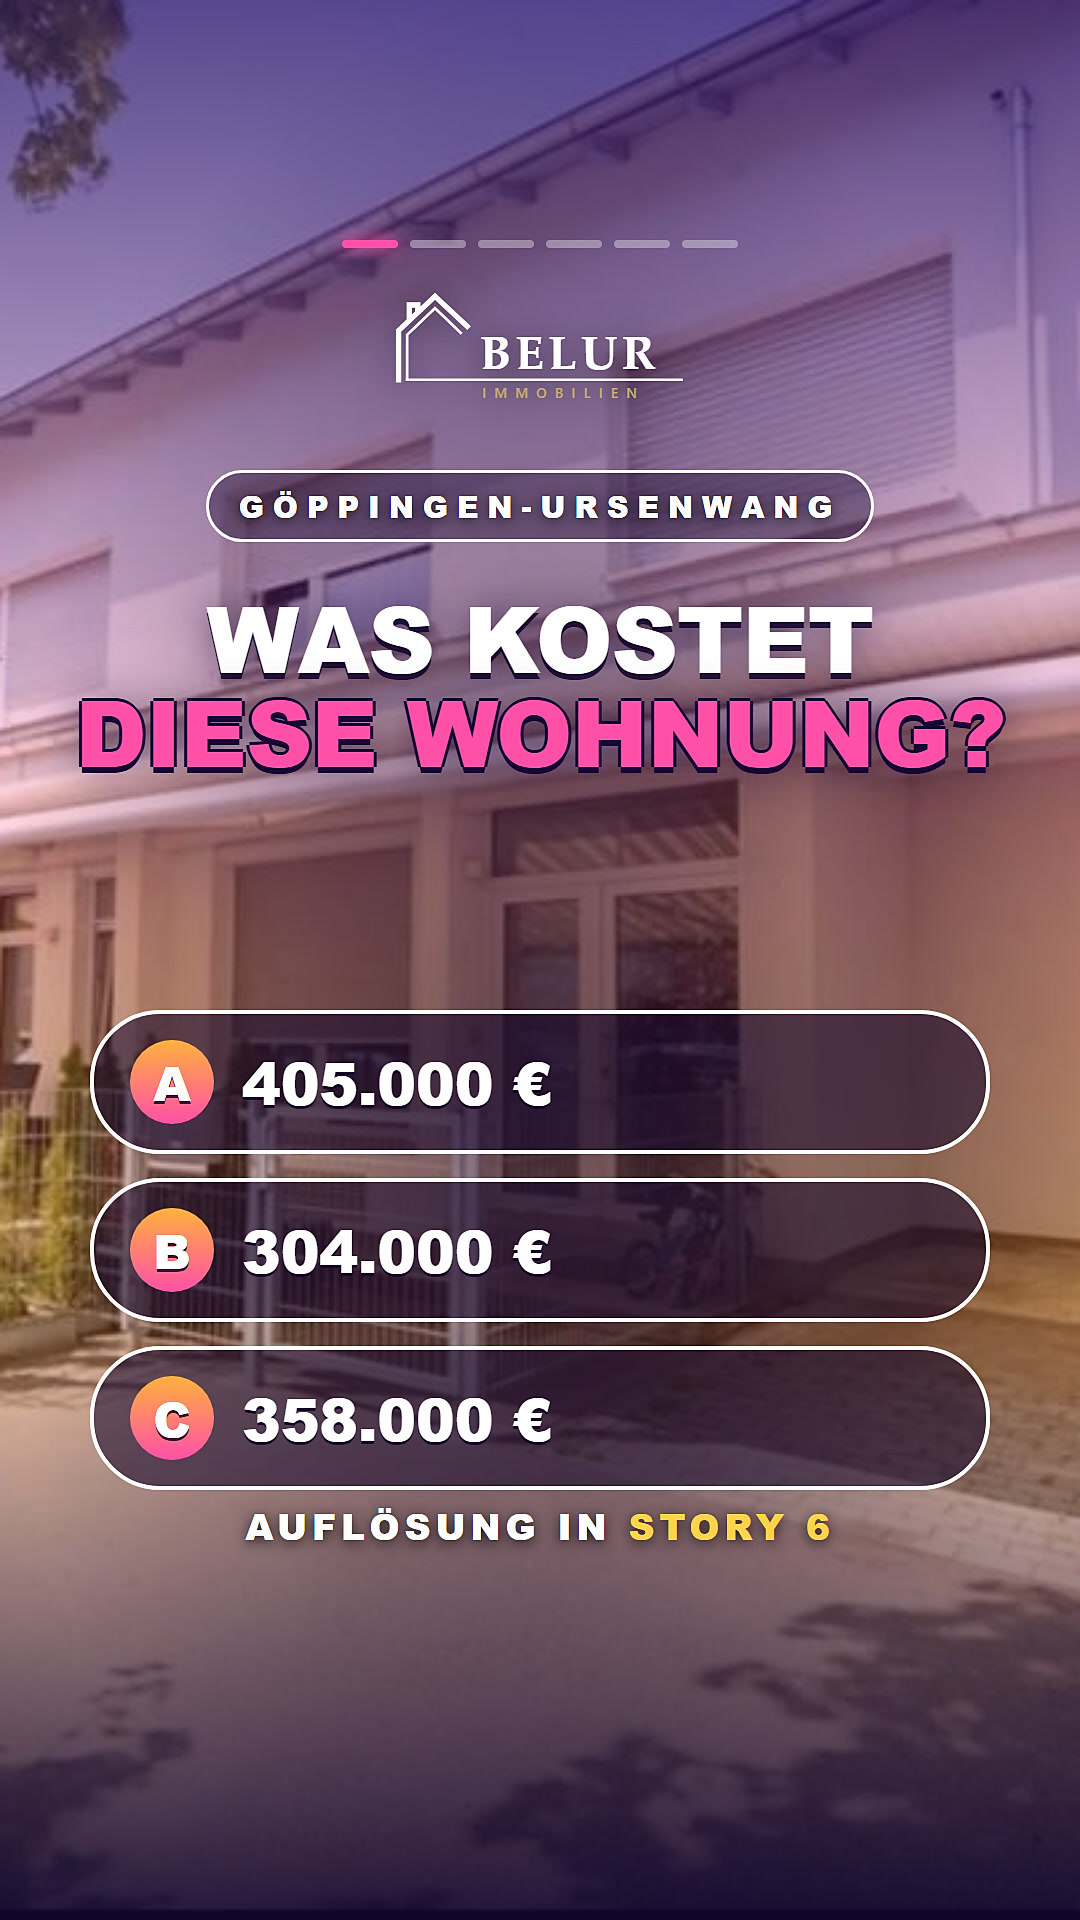 BELUR
IMMOBILIEN
GÖPPINGEN-URSENWANG
WAS KOSTET
DIESE WOHNUNG?
A 405.000 €
B 304.000 €
C 358.000 €
AUFLÖSUNG IN STORY 6